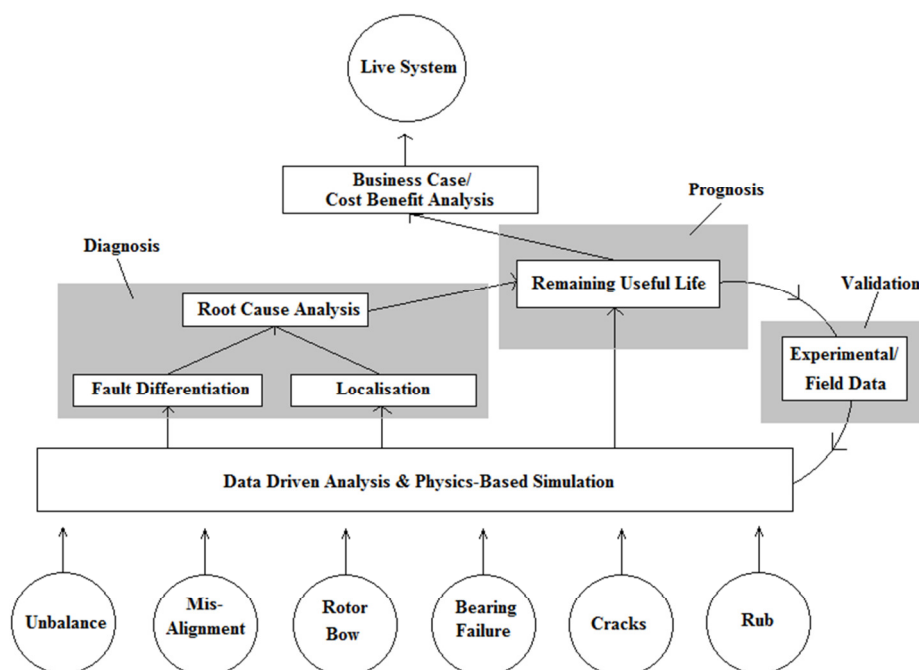 Live System
Business Case/
Cost Benefit Analysis
Prognosis
Diagnosis
Remaining Useful Life
Validation
Root Cause Analysis
Experimental/
Field Data
Fault Differentiation
Localisation
Data Driven Analysis & Physics-Based Simulation
Unbalance
Mis-
Alignment
Rotor
Bow
Bearing
Failure
Cracks
Rub